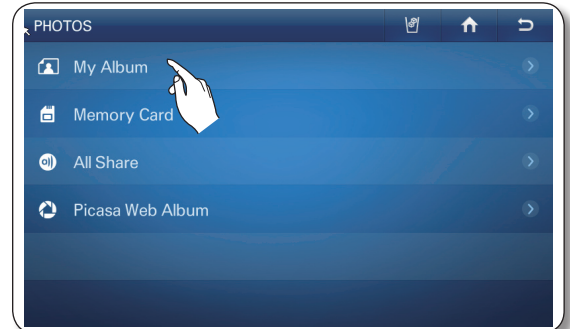 PHOTOS
My Album
Memory Card
All Share
Picasa Web Album